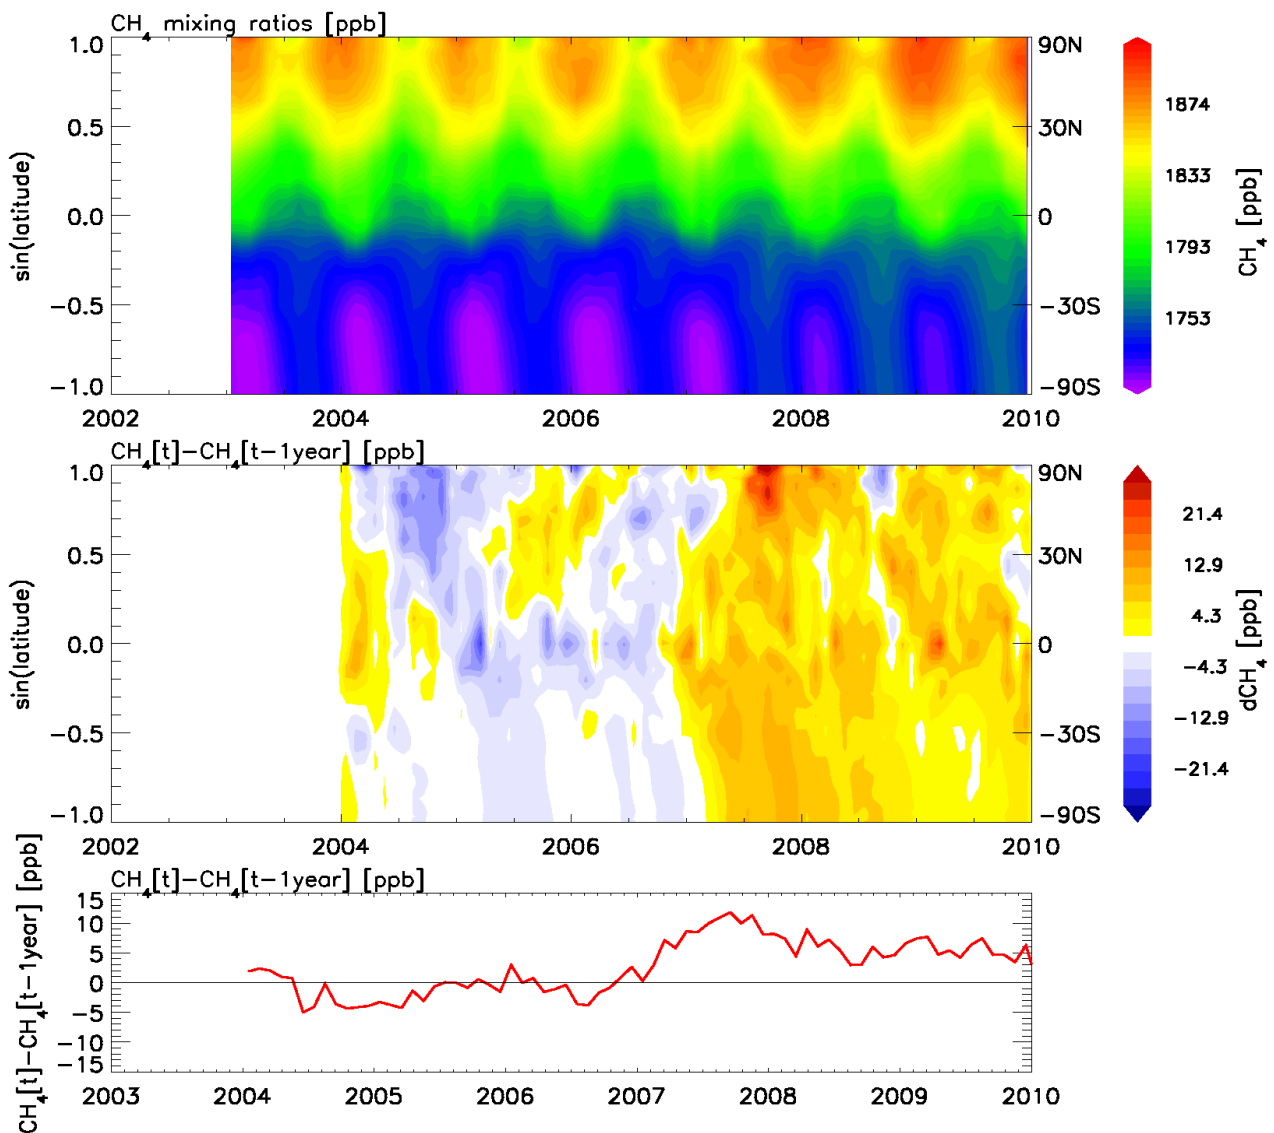 CH₄ mixing ratios [ppb]
1.0
0.5
0.0
−0.5
−1.0
sin(latitude)
90N
30N
0
−30S
−90S
2002
2004
2006
2008
2010
1874
1833
1793
1753
CH₄ [ppb]
CH₄[t]−CH₄[t−1year] [ppb]
1.0
0.5
0.0
−0.5
−1.0
sin(latitude)
90N
30N
0
−30S
−90S
2002
2004
2006
2008
2010
21.4
12.9
4.3
−4.3
−12.9
−21.4
dCH₄ [ppb]
CH₄[t]−CH₄[t−1year] [ppb]
15
10
5
0
−5
−10
−15
CH₄[t]−CH₄[t−1year] [ppb]
2003
2004
2005
2006
2007
2008
2009
2010